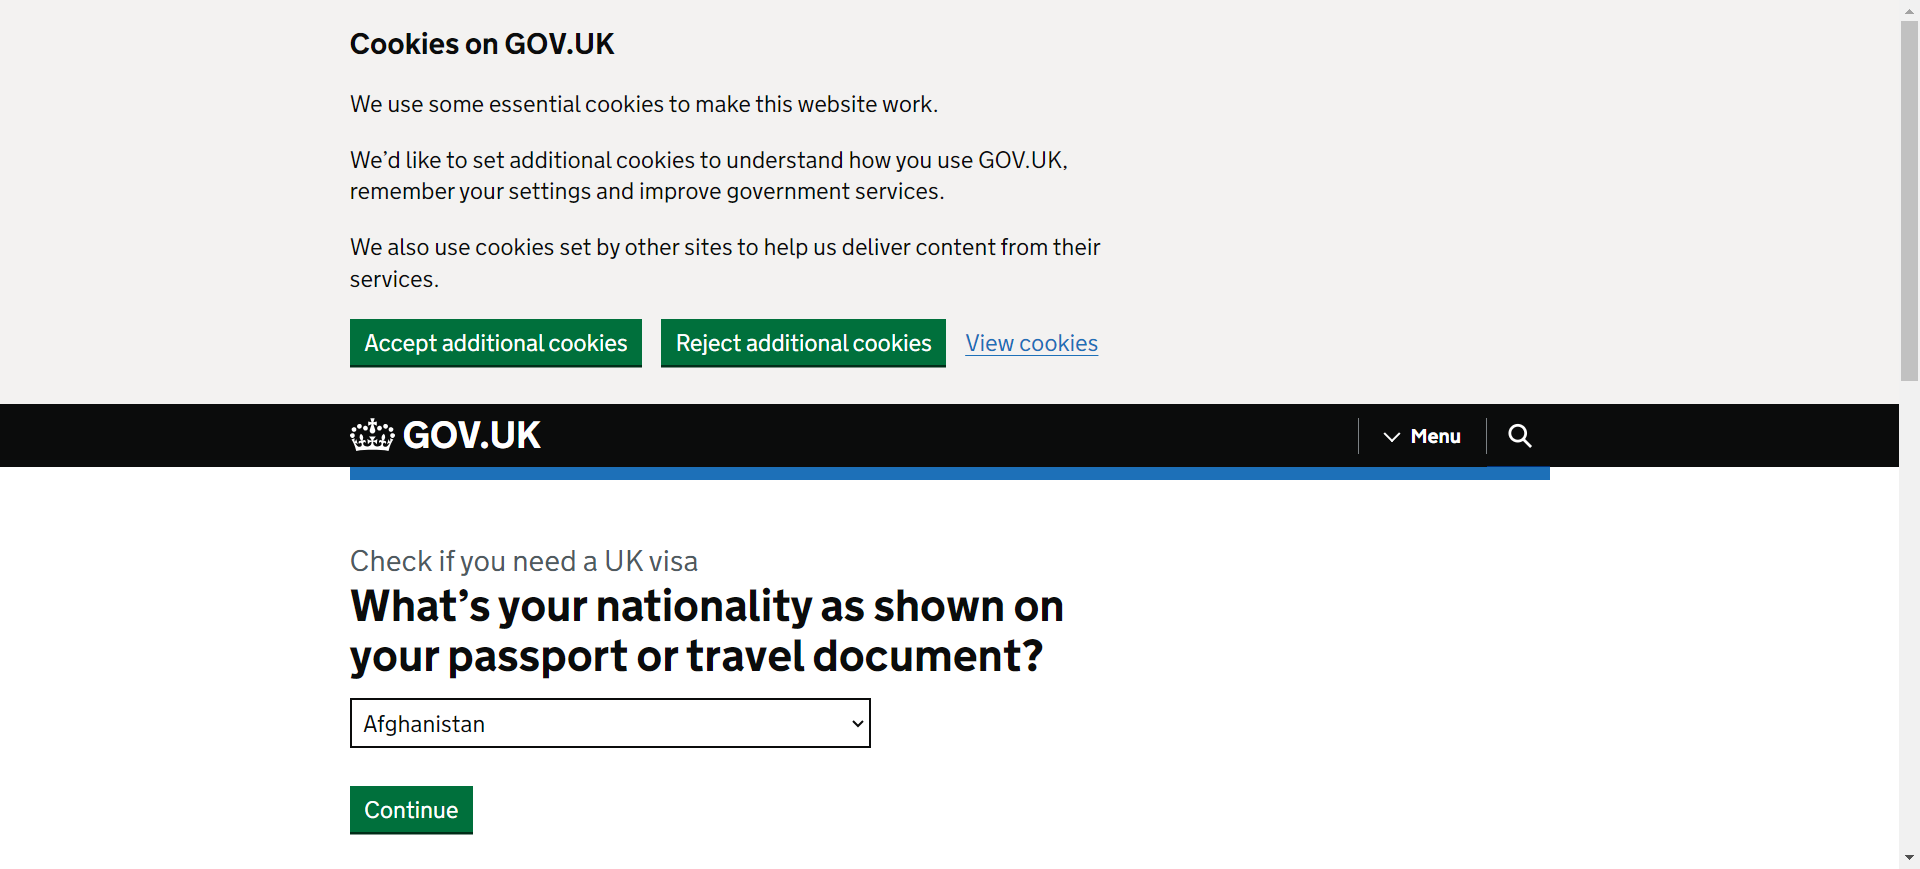 Cookies on GOV.UK
We use some essential cookies to make this website work.
We’d like to set additional cookies to understand how you use GOV.UK,
remember your settings and improve government services.
We also use cookies set by other sites to help us deliver content from their
services.
Accept additional cookies Reject additional cookies View cookies
GOV.UK Menu
Check if you need a UK visa
What’s your nationality as shown on
your passport or travel document?
Afghanistan
Continue